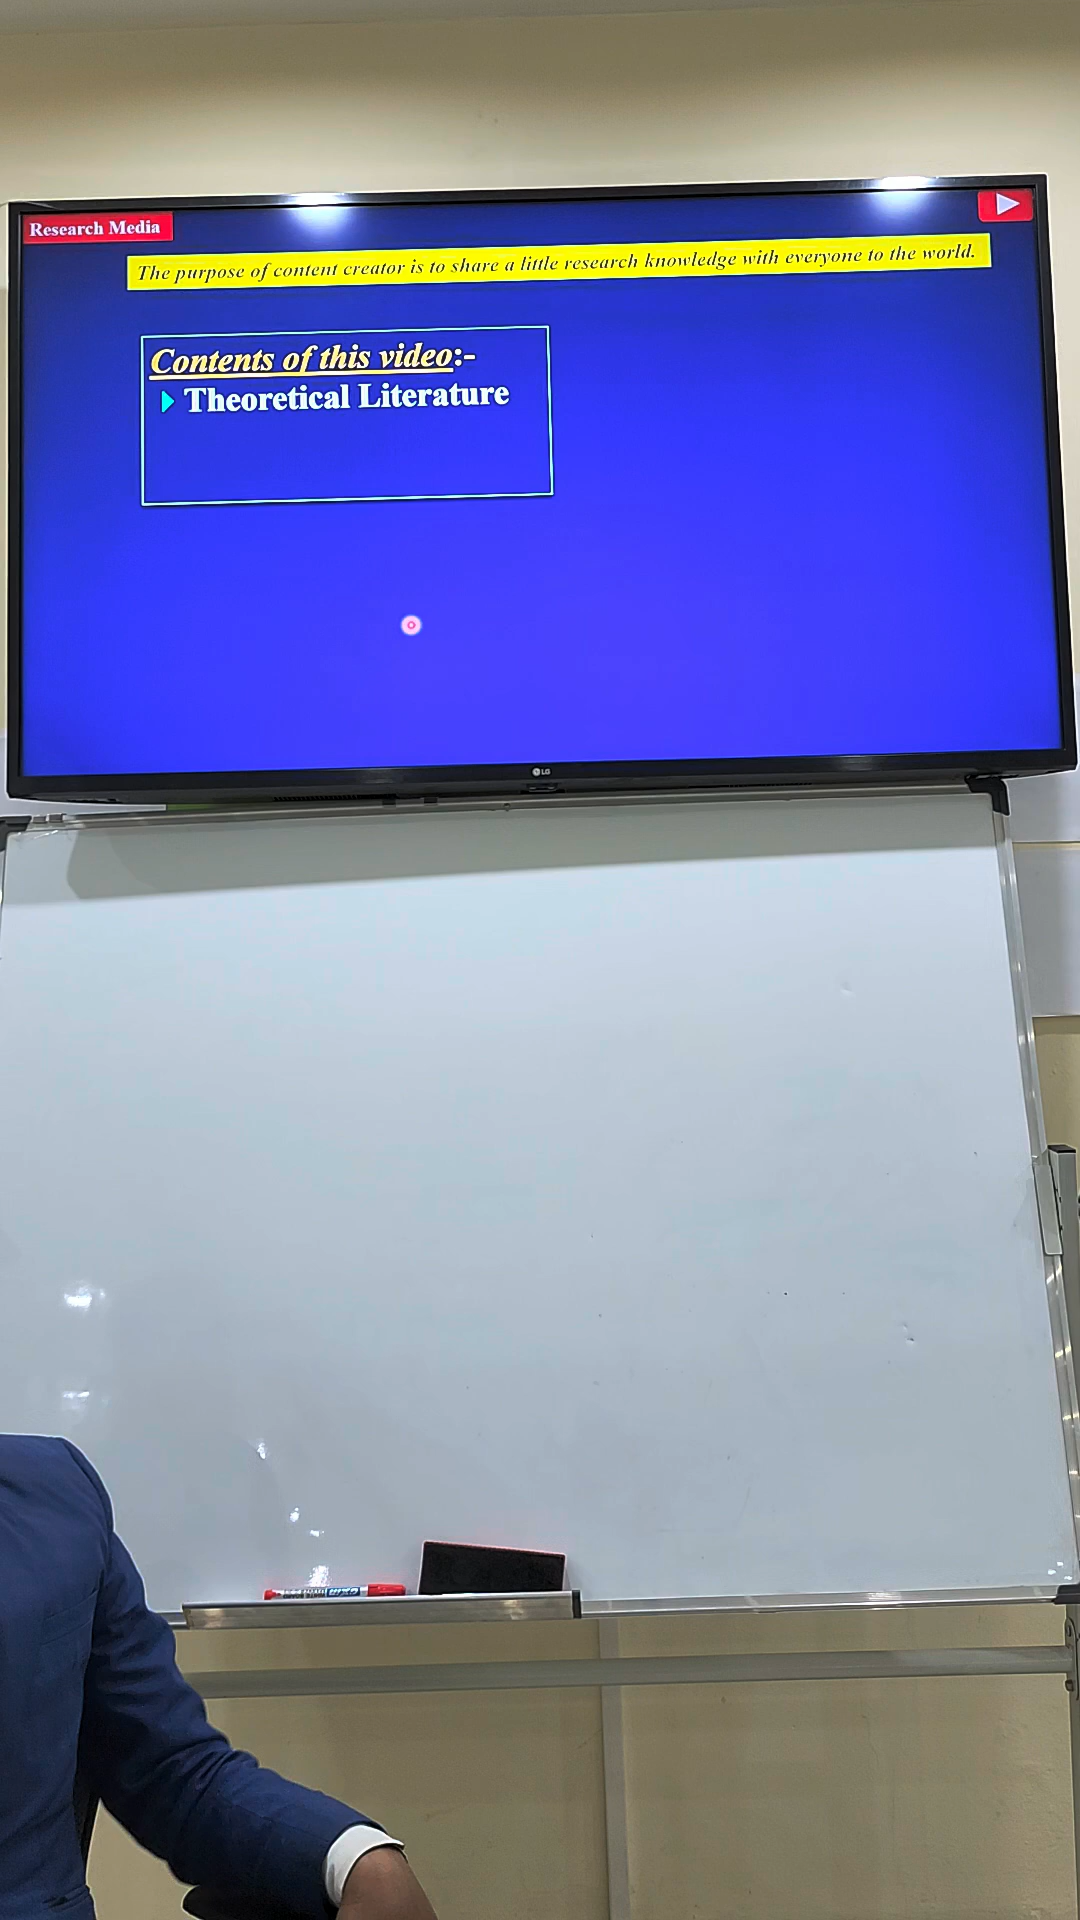 Research Media
The purpose of content creator is to share a little research knowledge with everyone to the world.
Contents of this video:-
Theoretical Literature
LG